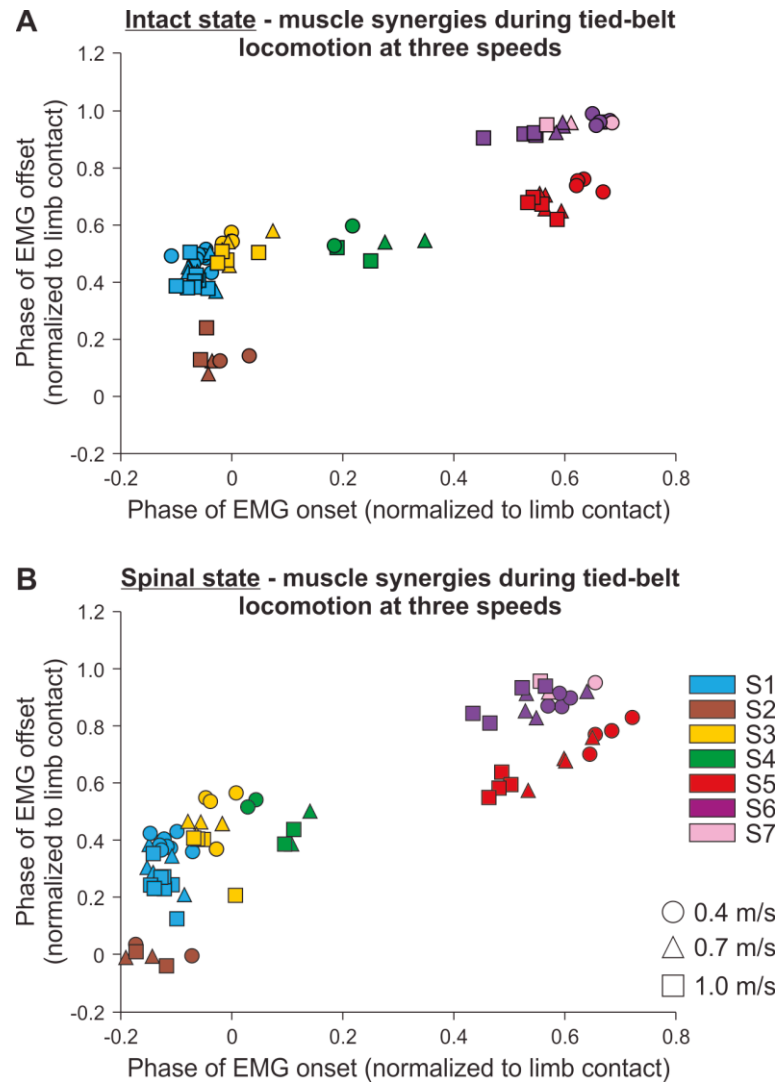 A
Intact state - muscle synergies during tied-belt
locomotion at three speeds
Phase of EMG offset
(normalized to limb contact)
1.2
1.0
0.8
0.6
0.4
0.2
0
-0.2
-0.2 0 0.2 0.4 0.6 0.8
Phase of EMG onset (normalized to limb contact)
B
Spinal state - muscle synergies during tied-belt
locomotion at three speeds
Phase of EMG offset
(normalized to limb contact)
1.2
1.0
0.8
0.6
0.4
0.2
0
-0.2
-0.2 0 0.2 0.4 0.6 0.8
Phase of EMG onset (normalized to limb contact)
S1
S2
S3
S4
S5
S6
S7
0.4 m/s
0.7 m/s
1.0 m/s